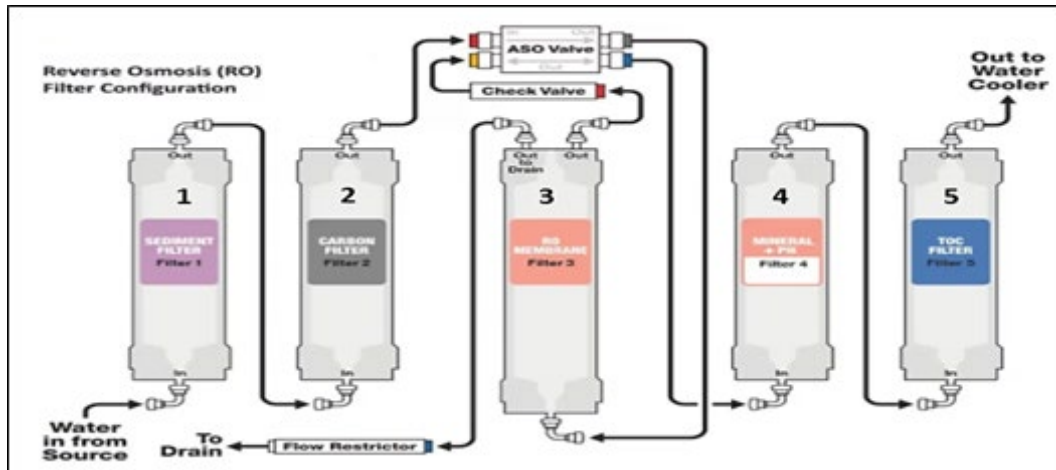 Reverse Osmosis (RO)
Filter Configuration
In
Out
ASO Valve
Out
Check Valve
Out to
Water
Cooler
Out
1
SEDIMENT
FILTER
Filter 1
In
Water
in from
Source
Out
2
CARBON
FILTER
Filter 2
In
Out
to
Drain
Out
3
RO
MEMBRANE
Filter 3
To
Drain
Flow Restrictor
Out
4
MINERAL
+ PH
Filter 4
In
Out
5
TOC
FILTER
Filter 5
In